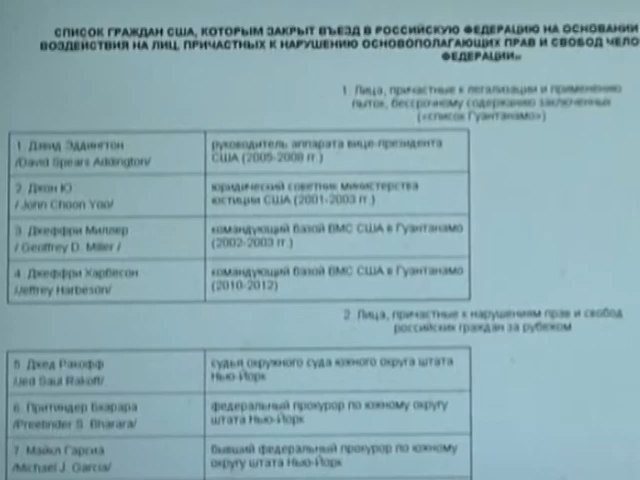 СПИСОК ГРАЖДАН США, КОТОРЫМ ЗАКРЫТ ВЪЕЗД В РОССИЙСКУЮ ФЕДЕРАЦИЮ НА ОСНОВАНИИ
ВОЗДЕЙСТВИЯ НА ЛИЦ, ПРИЧАСТНЫХ К НАРУШЕНИЮ ОСНОВОПОЛАГАЮЩИХ ПРАВ И СВОБОД ЧЕЛО
ФЕДЕРАЦИИ»
1. Лица, причастные к легализации и применению
пыток, бессрочному содержанию заключенных
(«список Гуантанамо»)
1. Дэвид Эддингтон
/David Spears Addington/
руководитель аппарата вице-президента
США (2005-2008 гг.)
2. Джон Ю
/John Choon Yoo/
юридический советник министерства
юстиции США (2001-2003 гг.)
3. Джеффри Миллер
/ Geoffrey D. Miller /
командующий базой ВМС США в Гуантанамо
(2002-2003 гг.)
4. Джеффри Харбесон
/Jeffrey Harbeson/
командующий базой ВМС США в Гуантанамо
(2010-2012)
2. Лица, причастные к нарушениям прав и свобод
российских граждан за рубежом
5. Джед Ракофф
/Jed Saul Rakoff/
судья окружного суда южного округа штата
Нью-Йорк
6. Притиндер Бхарара/
/Preetinder S. Bharara/
федеральный прокурор по южному округу
штата Нью-Йорк
7. Майкл Гарсиа
/Michael J. Garcia/
бывший федеральный прокурор по южному
округу штата Нью-Йорк